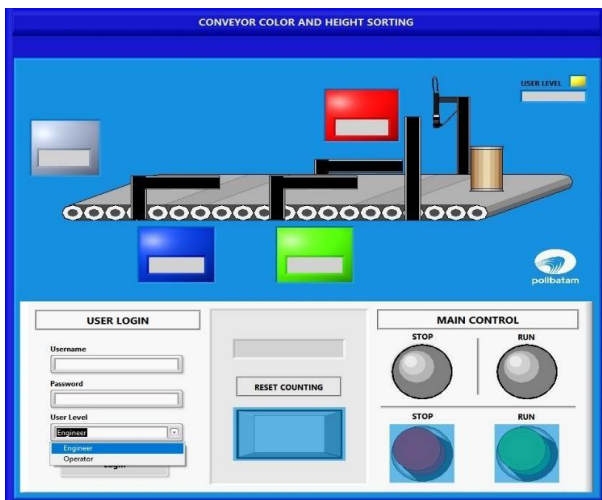 CONVEYOR COLOR AND HEIGHT SORTING
USER LEVEL
polibatam
USER LOGIN
Username
Password
User Level
Engineer
Engineer
Operator
Login
RESET COUNTING
MAIN CONTROL
STOP
RUN
STOP
RUN